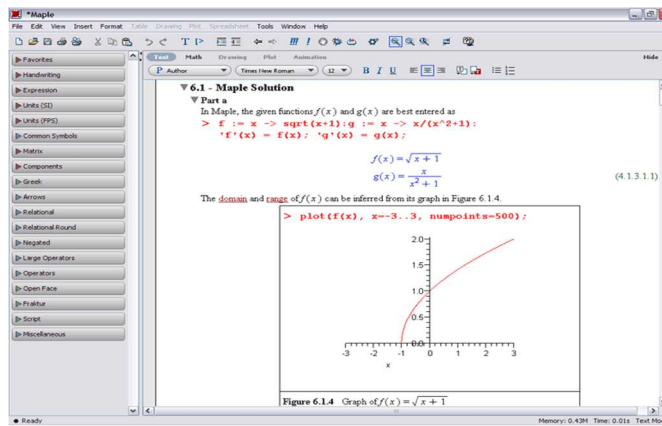 *Maple
File Edit View Insert Format Table Drawing Plot Spreadsheet Tools Window Help
Text Math Drawing Plot Animation Hide
P Author Times New Roman 12 B I U
Favorites
Handwriting
Expression
Units (SI)
Units (FPS)
Common Symbols
Matrix
Components
Greek
Arrows
Relational
Relational Round
Negated
Large Operators
Operators
Open Face
Fraktur
Script
Miscellaneous
6.1 - Maple Solution
Part a
In Maple, the given functions f(x) and g(x) are best entered as
> f := x -> sqrt(x+1):g := x -> x/(x^2+1):
'f'(x) = f(x); 'g'(x) = g(x);
f(x) = √x + 1
g(x) = x/(x² + 1) (4.1.3.1.1)
The domain and range of f(x) can be inferred from its graph in Figure 6.1.4.
> plot(f(x), x=-3..3, numpoints=500);
2.0
1.5
1.0
0.5
0.0
-3 -2 -1 0 1 2 3
x
Figure 6.1.4 Graph of f(x) = √x + 1
Ready Memory: 0.43M Time: 0.01s Text Mo